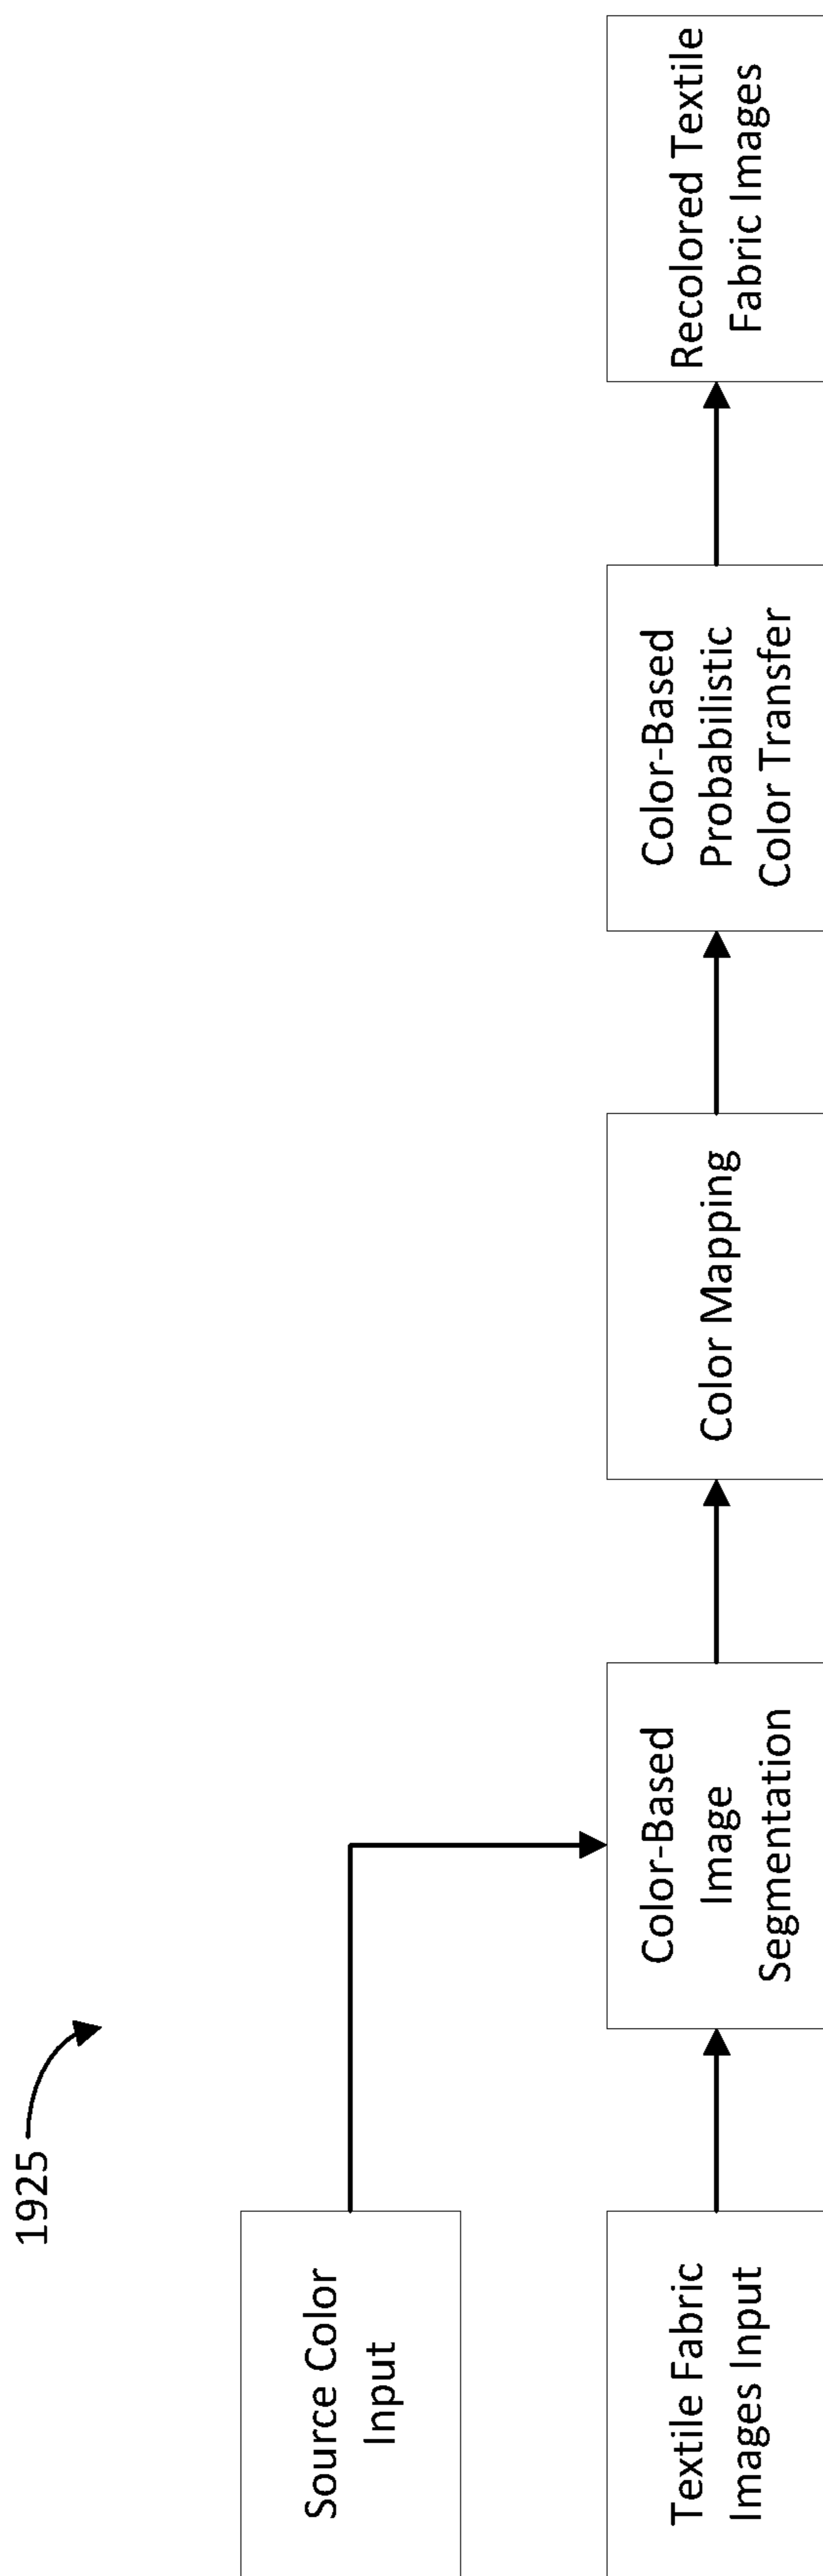 1925
Source Color
Input
Textile Fabric
Images Input
Color-Based
Image
Segmentation
Color Mapping
Color-Based
Probabilistic
Color Transfer
Recolored Textile
Fabric Images